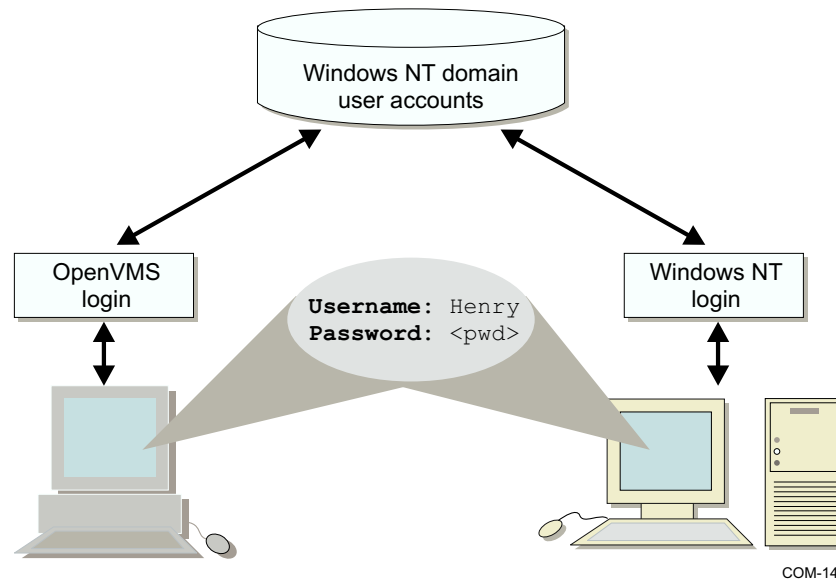 Windows NT domain
user accounts
OpenVMS
login
Windows NT
login
Username: Henry
Password: <pwd>
COM-14